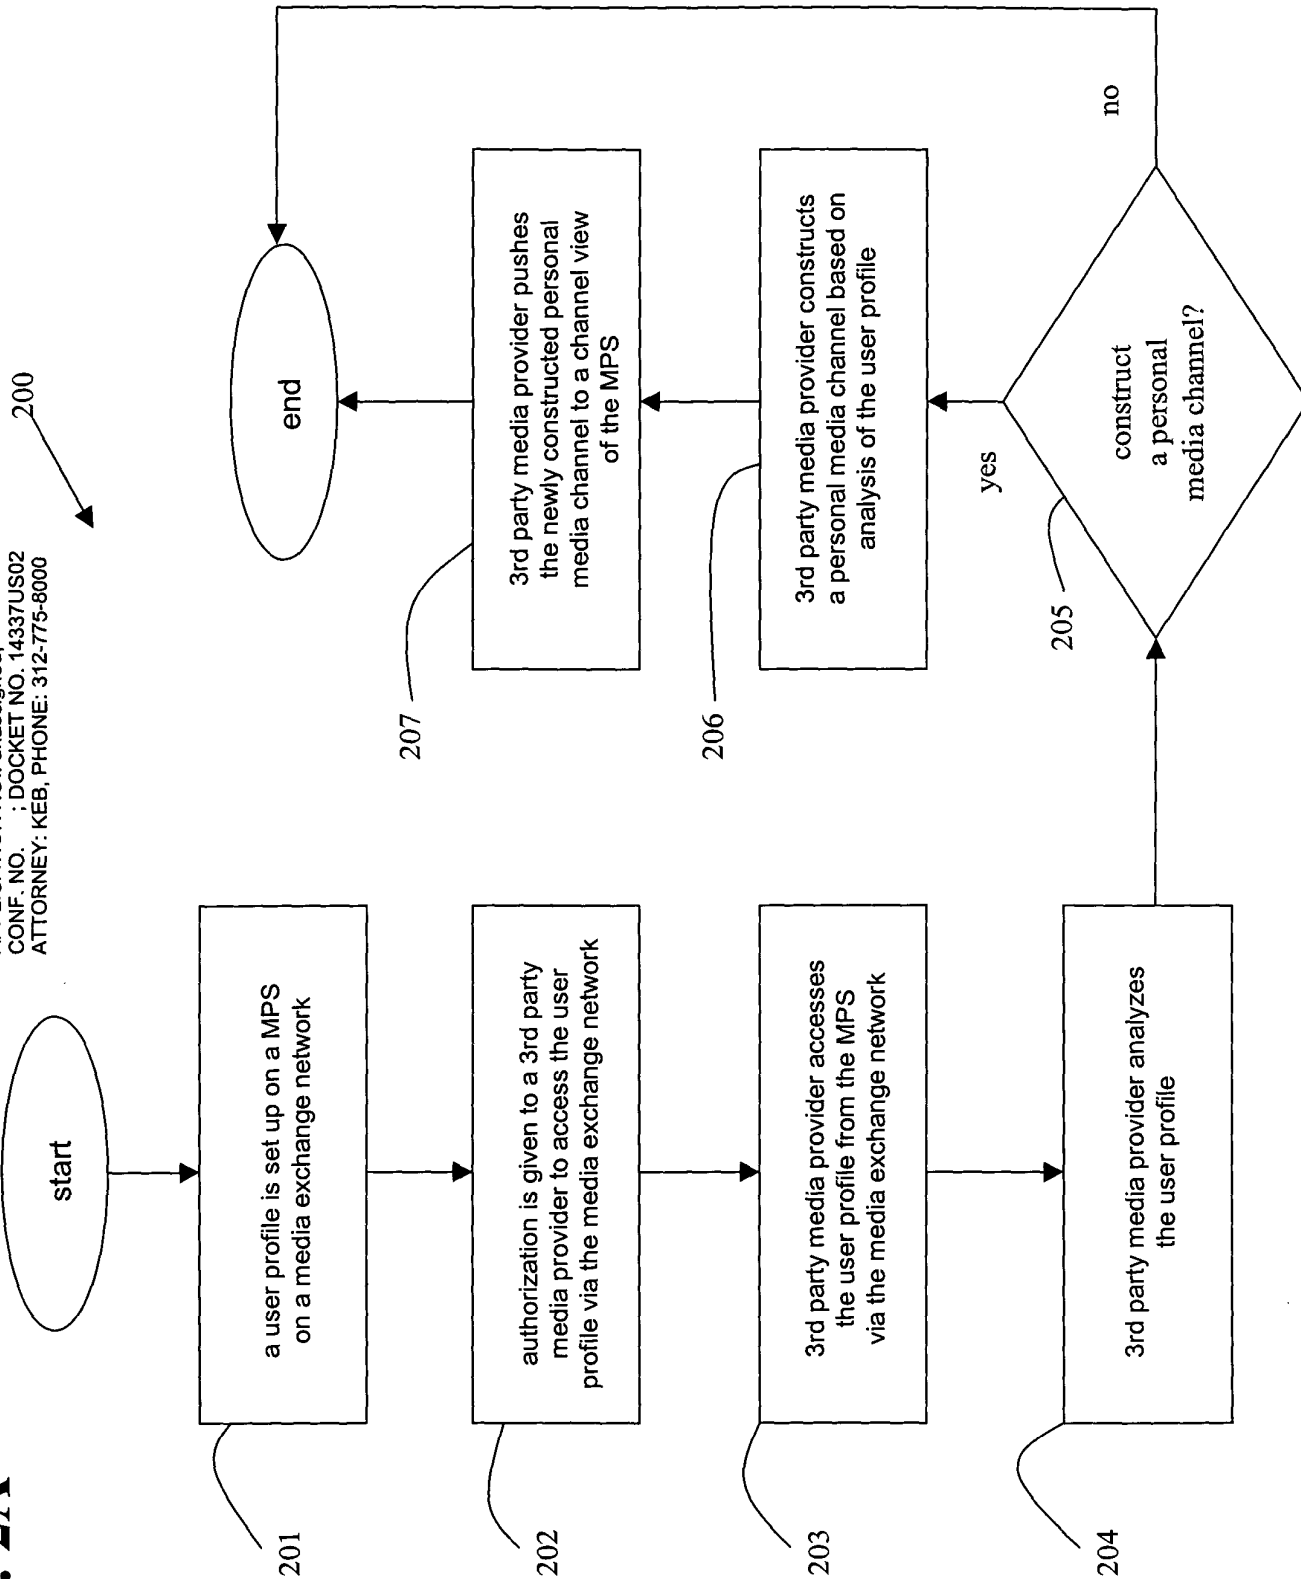 CONF. NO. ; DOCKET NO. 14337US02
ATTORNEY: KEB, PHONE: 312-775-8000
200
start
a user profile is set up on a MPS
on a media exchange network
201
authorization is given to a 3rd party
media provider to access the user
profile via the media exchange network
202
3rd party media provider accesses
the user profile from the MPS
via the media exchange network
203
3rd party media provider analyzes
the user profile
204
construct
a personal
media channel?
205
yes
no
3rd party media provider constructs
a personal media channel based on
analysis of the user profile
206
3rd party media provider pushes
the newly constructed personal
media channel to a channel view
of the MPS
207
end